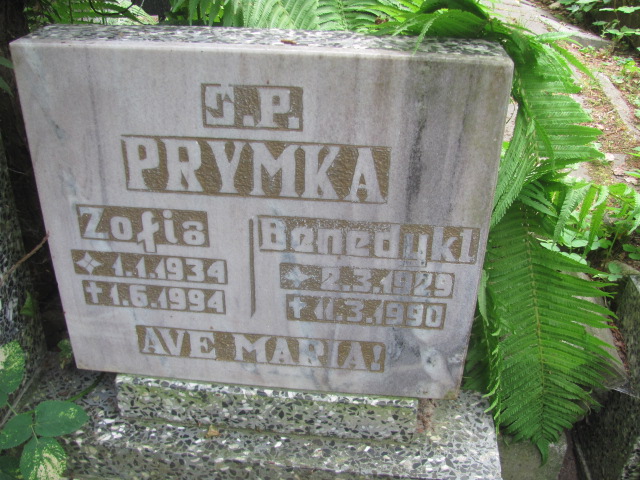 Ś.P.
PRYMKA
Zofia
1.1.1934
1.6.1994
Benedykt
2.3.1929
11.3.1990
AVE MARIA!